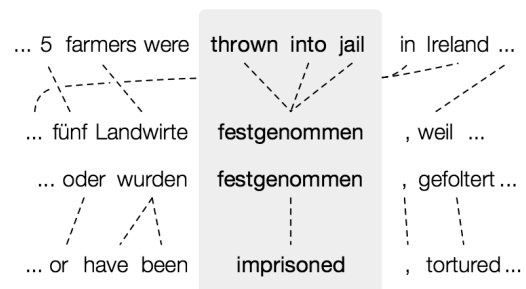 ... 5 farmers were thrown into jail in Ireland ...
... fünf Landwirte festgenommen , weil ...
... oder wurden festgenommen , gefoltert ...
... or have been imprisoned , tortured ...